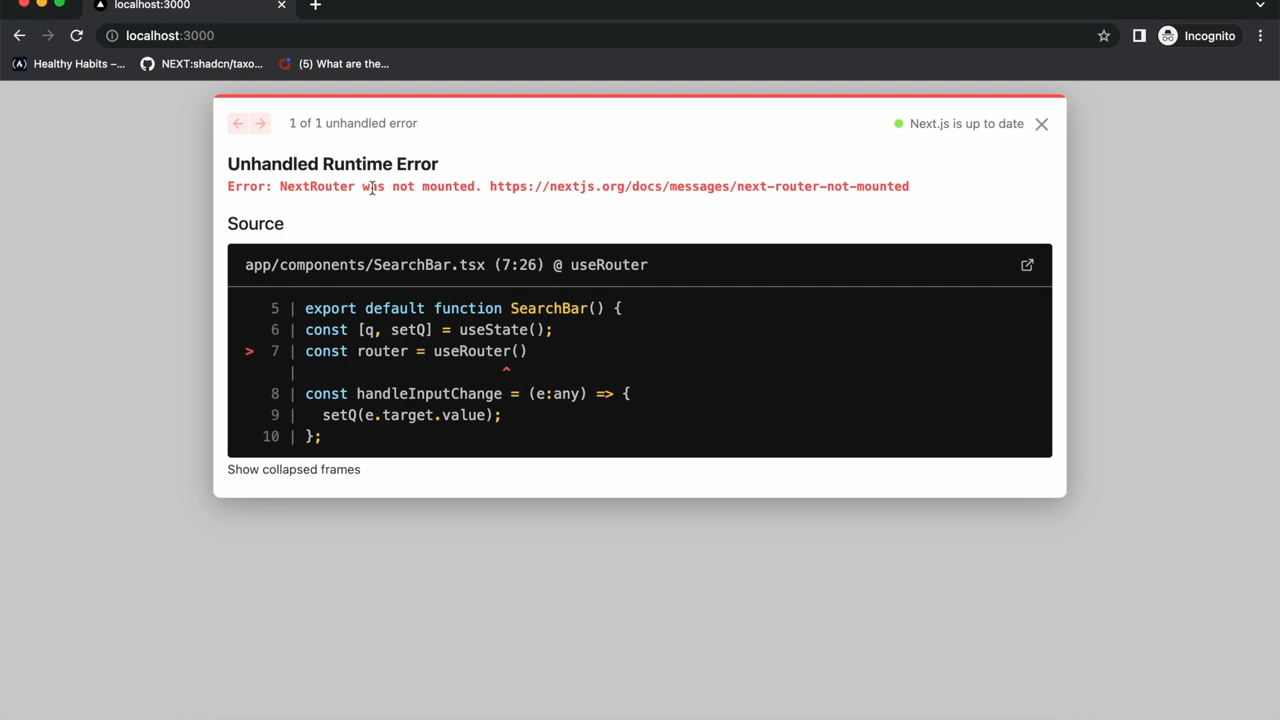 localhost:3000
localhost:3000
Incognito
Healthy Habits –... NEXT:shadcn/taxo... (5) What are the...
1 of 1 unhandled error
Next.js is up to date
Unhandled Runtime Error
Error: NextRouter was not mounted. https://nextjs.org/docs/messages/next-router-not-mounted
Source
app/components/SearchBar.tsx (7:26) @ useRouter
5 | export default function SearchBar() {
6 | const [q, setQ] = useState();
> 7 | const router = useRouter()
| ^
8 | const handleInputChange = (e:any) => {
9 | setQ(e.target.value);
10 | };
Show collapsed frames